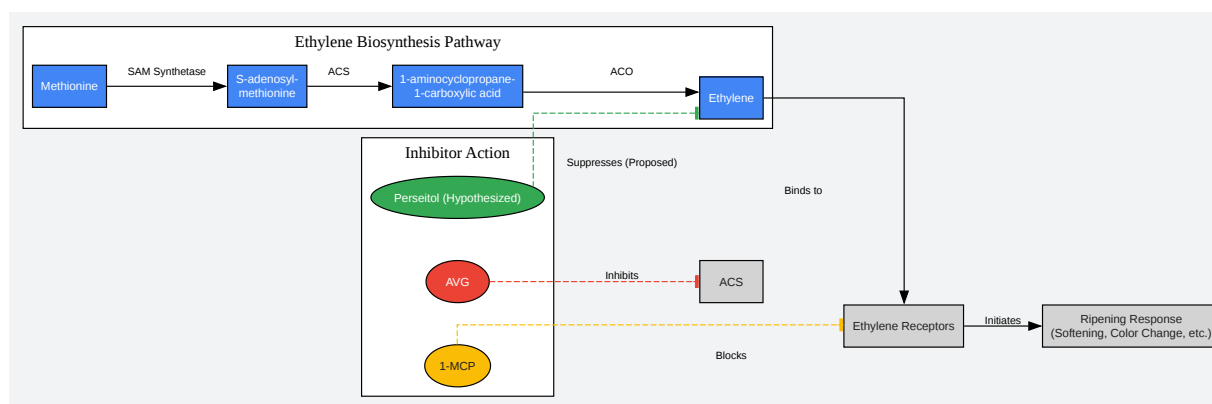 Ethylene Biosynthesis Pathway
Methionine
SAM Synthetase
S-adenosyl-
methionine
ACS
1-aminocyclopropane-
1-carboxylic acid
ACO
Ethylene
Inhibitor Action
Suppresses (Proposed)
Perseitol (Hypothesized)
Binds to
AVG
Inhibits
ACS
Ethylene Receptors
Initiates
Ripening Response
(Softening, Color Change, etc.)
1-MCP
Blocks